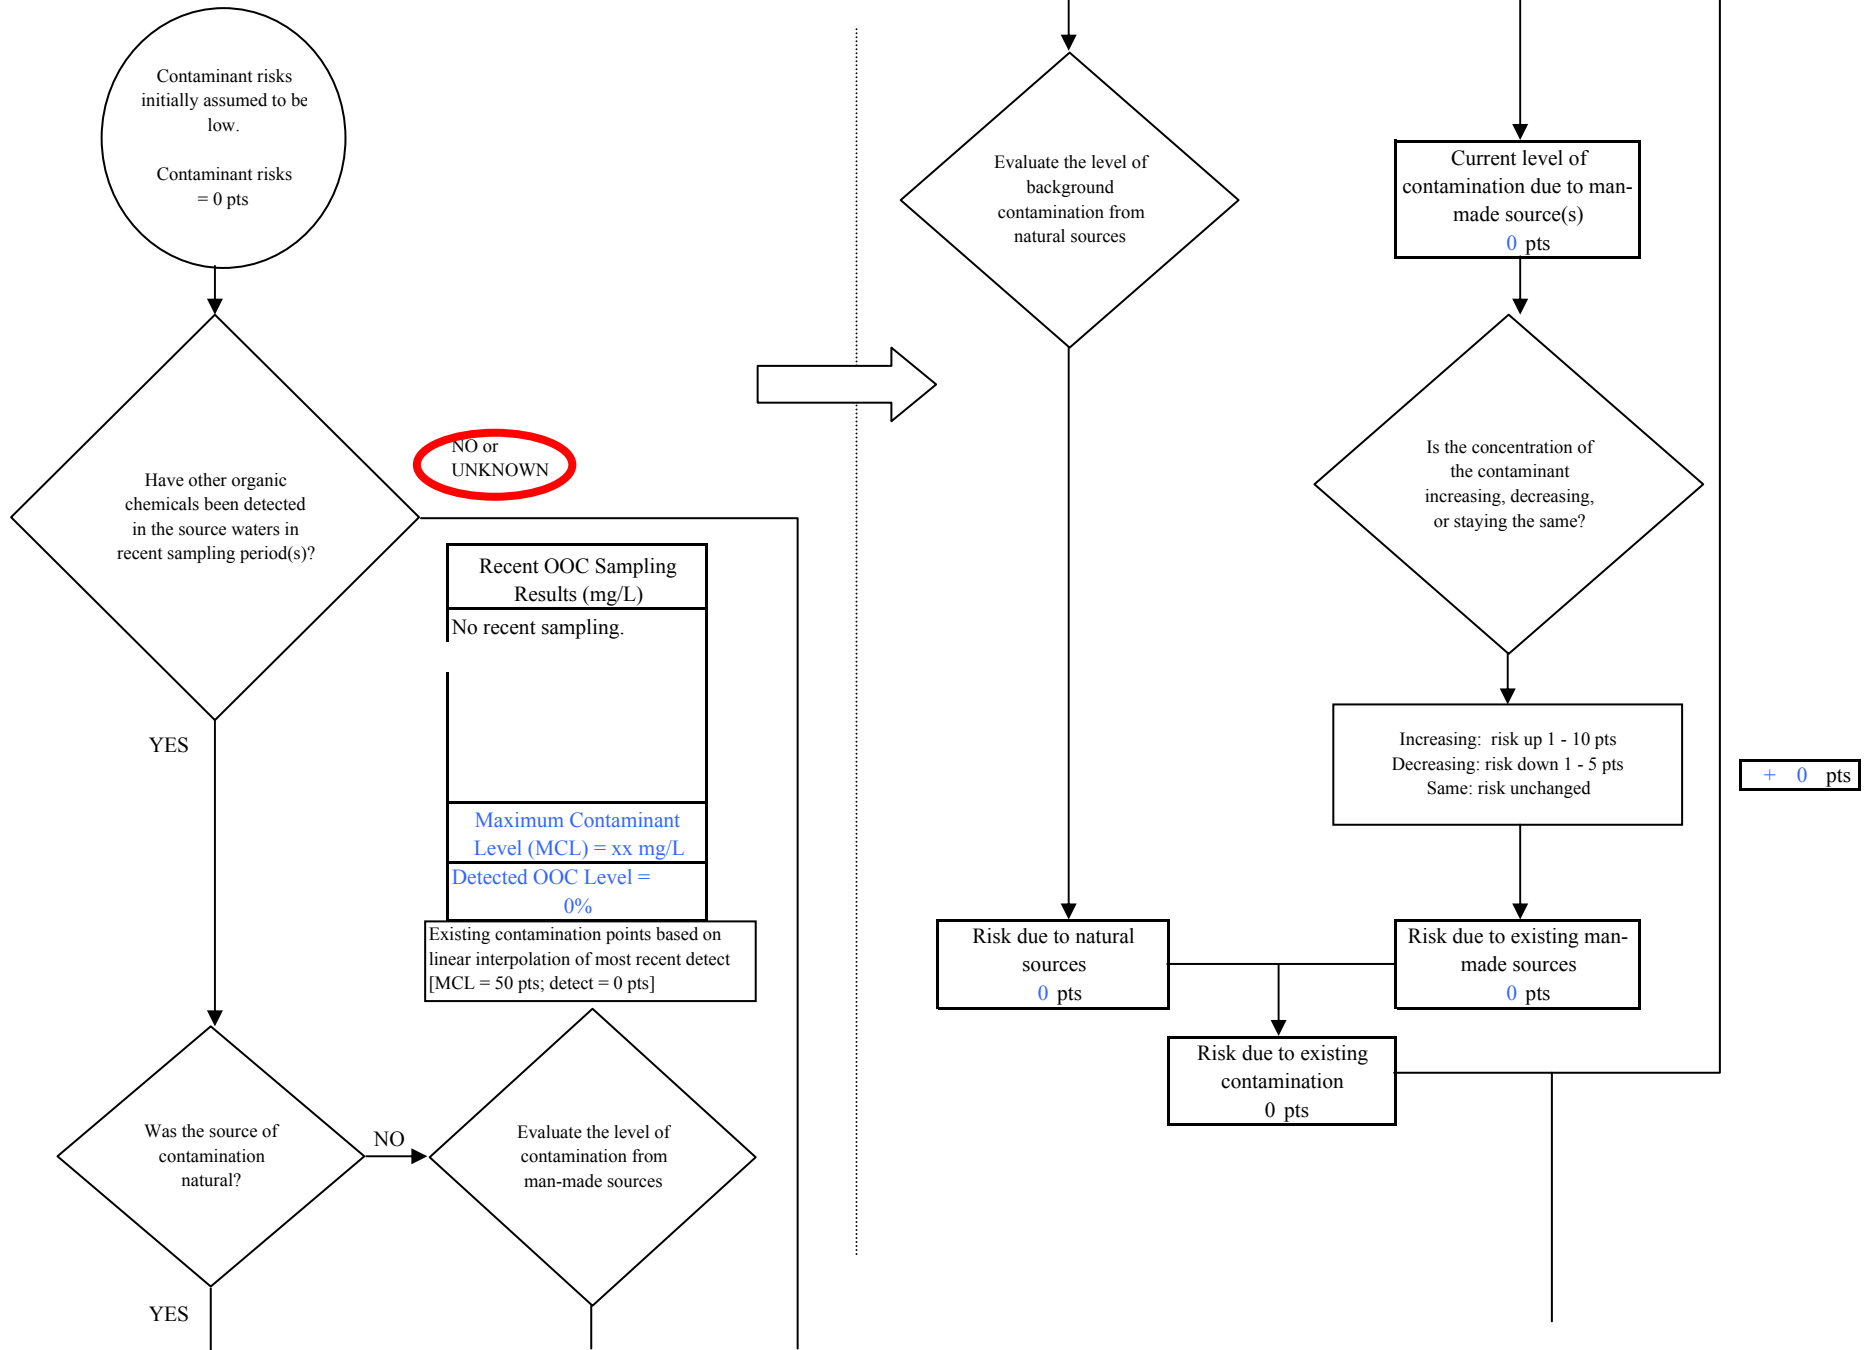 Contaminant risks
initially assumed to be
low.
Contaminant risks
= 0 pts
Have other organic
chemicals been detected
in the source waters in
recent sampling period(s)?
NO or
UNKNOWN
YES
Recent OOC Sampling
Results (mg/L)
No recent sampling.
Maximum Contaminant
Level (MCL) = xx mg/L
Detected OOC Level =
0%
Existing contamination points based on
linear interpolation of most recent detect
[MCL = 50 pts; detect = 0 pts]
Was the source of
contamination
natural?
NO
YES
Evaluate the level of
contamination from
man-made sources
Evaluate the level of
background
contamination from
natural sources
Current level of
contamination due to man-
made source(s)
0 pts
Is the concentration of
the contaminant
increasing, decreasing,
or staying the same?
Increasing: risk up 1 - 10 pts
Decreasing: risk down 1 - 5 pts
Same: risk unchanged
+ 0 pts
Risk due to natural
sources
0 pts
Risk due to existing man-
made sources
0 pts
Risk due to existing
contamination
0 pts